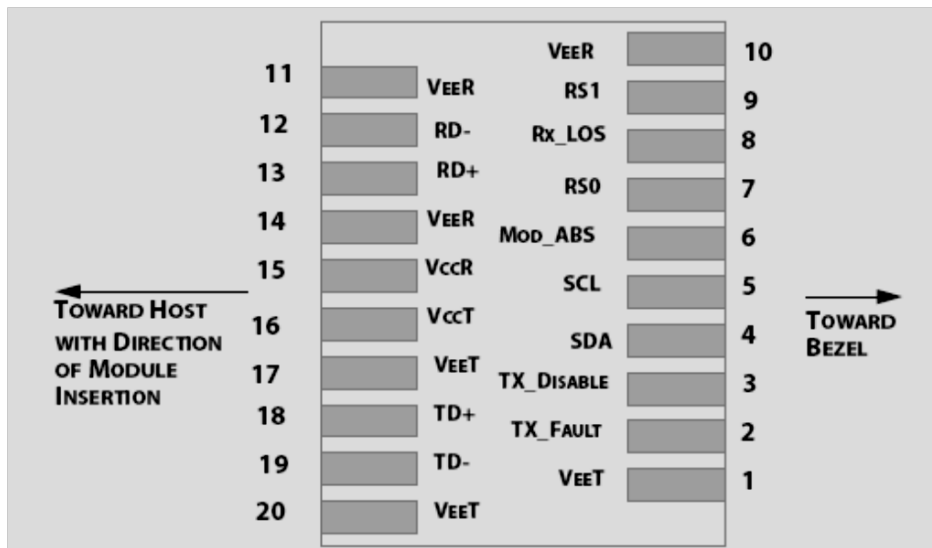 11 VEER
12 RD-
13 RD+
14 VEER
15 VCCR
16 VCCT
17 VEET
18 TD+
19 TD-
20 VEET
VEER 10
RS1 9
RX_LOS 8
RS0 7
MOD_ABS 6
SCL 5
SDA 4
TX_DISABLE 3
TX_FAULT 2
VEET 1
TOWARD HOST
WITH DIRECTION
OF MODULE
INSERTION
TOWARD
BEZEL